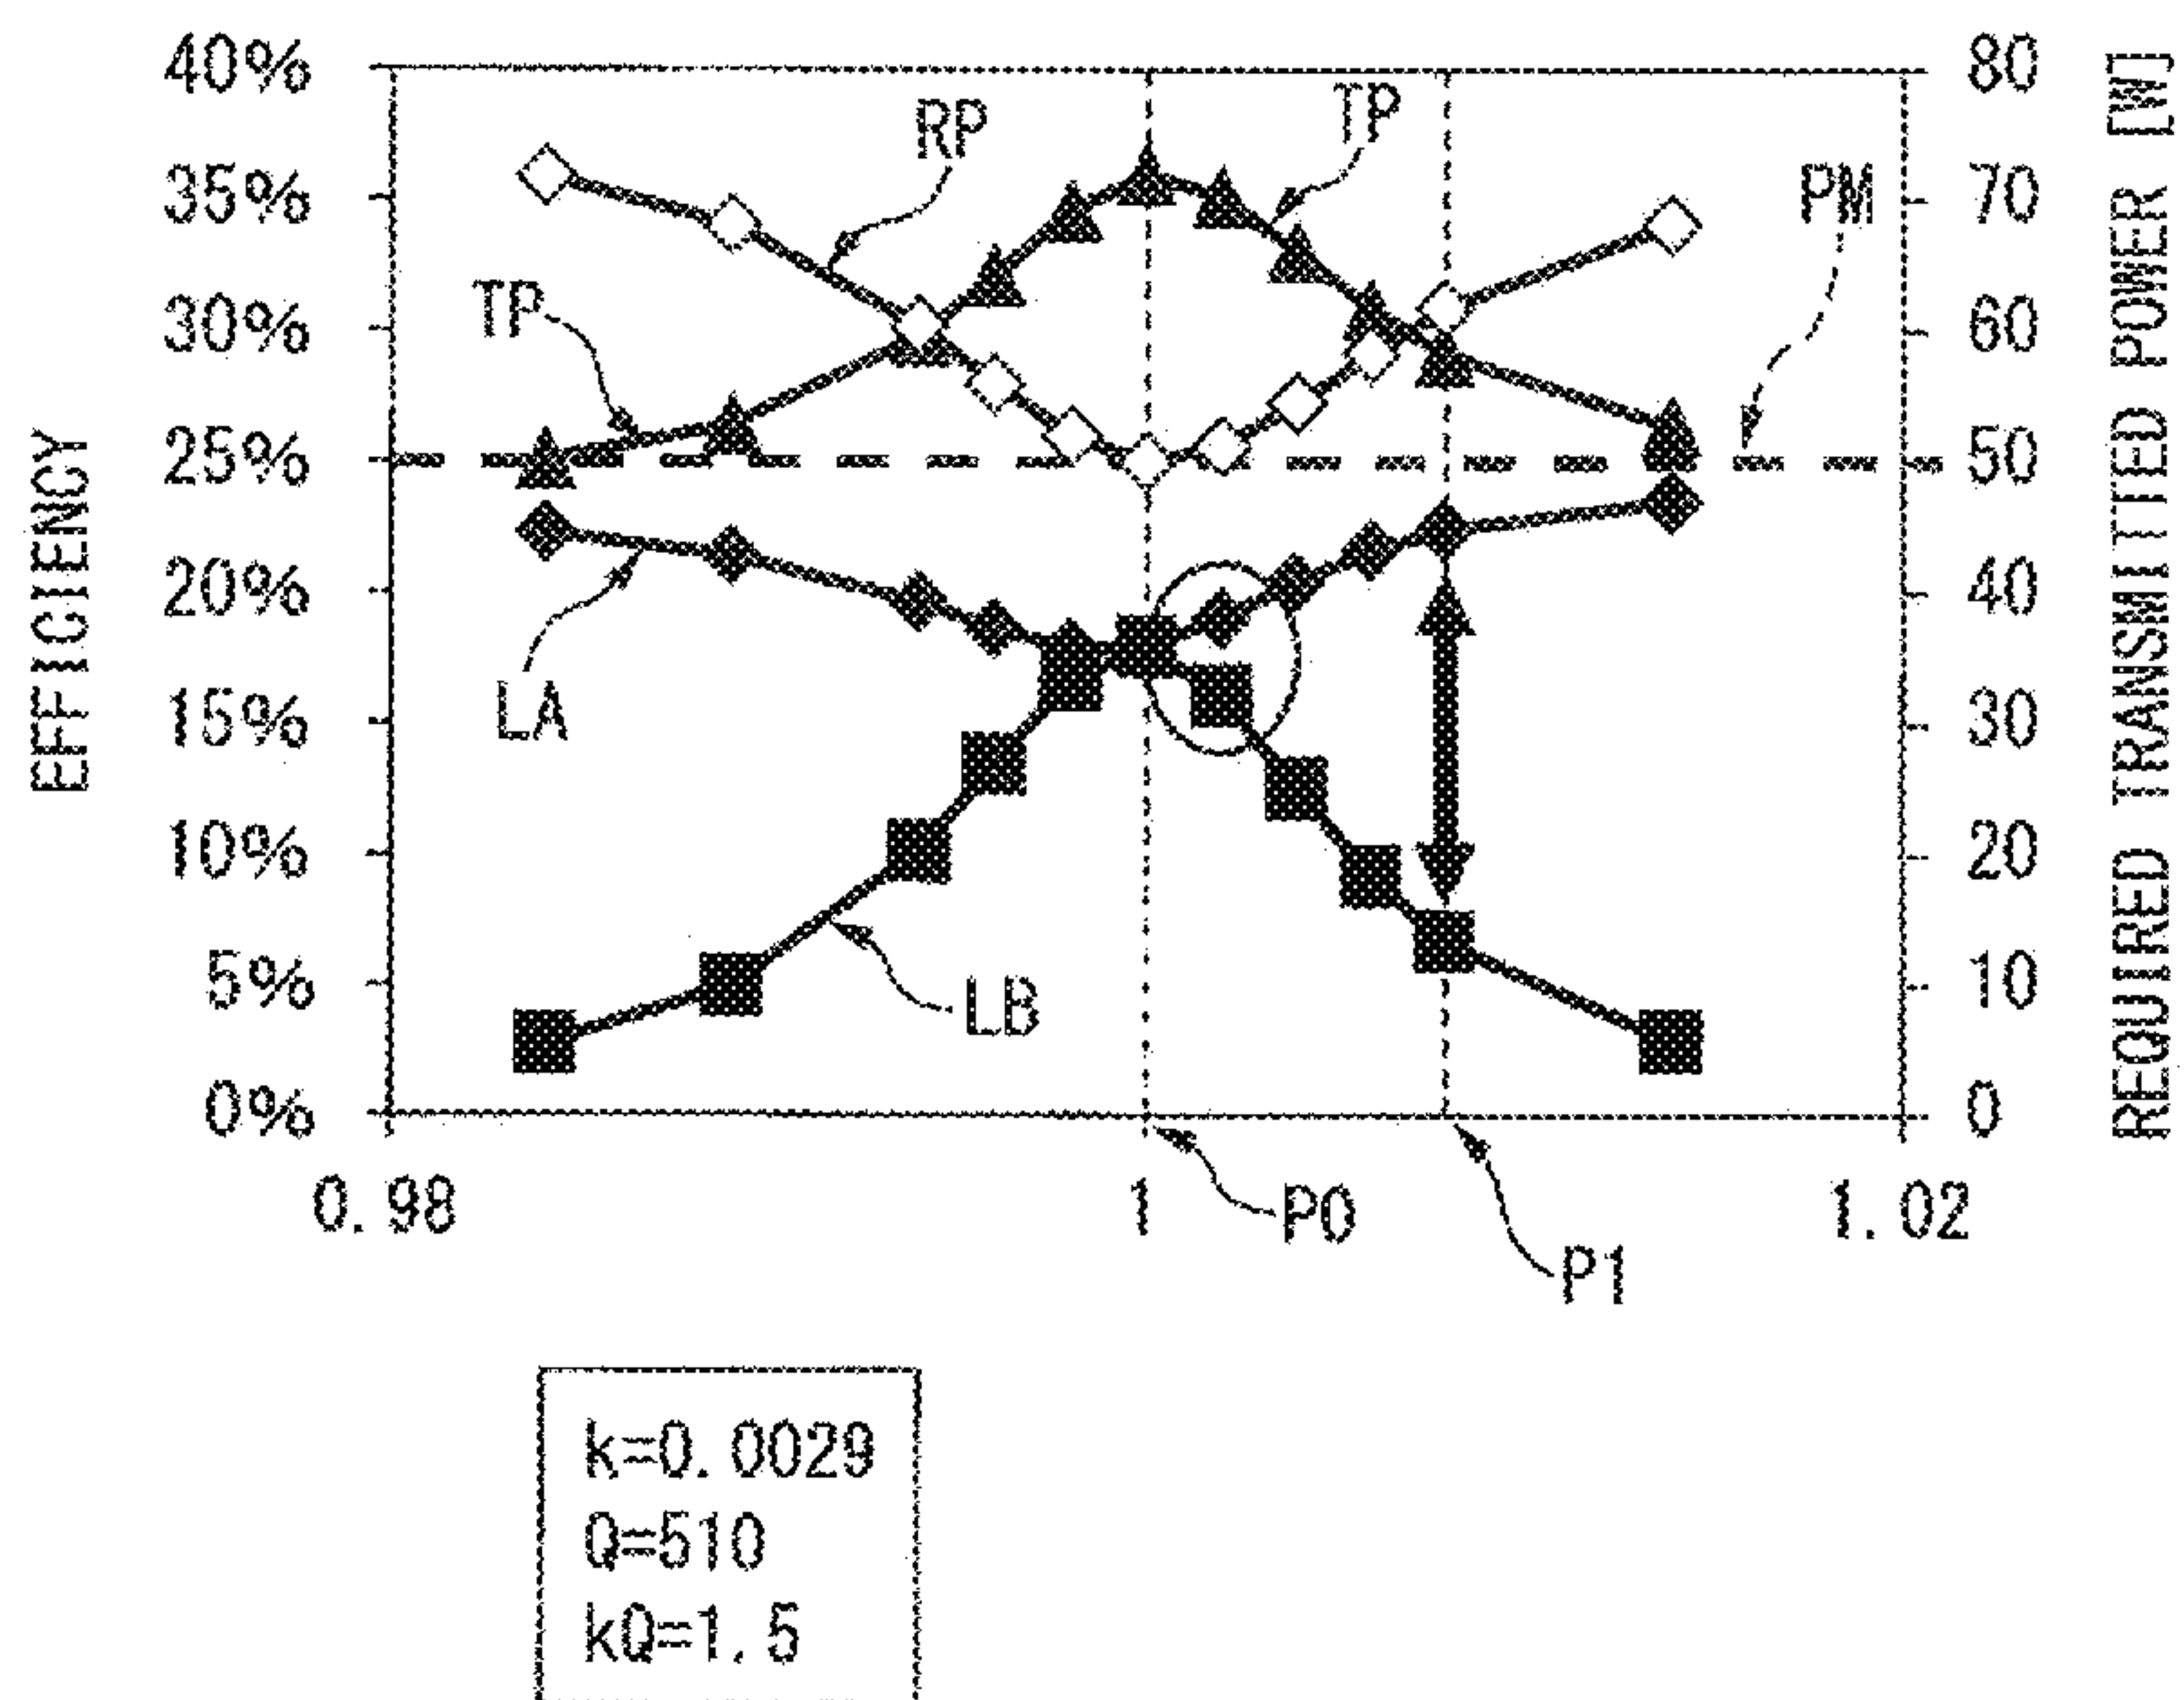 EFFICIENCY
40%
35%
30%
25%
20%
15%
10%
5%
0%
RP
TP
TP
PM
LA
LB
80
70
60
50
40
30
20
10
0
REQUIRED TRANSMITTED POWER [W]
0.98
1
1.02
P0
P1
k=0.0029
Q=510
kQ=1.5